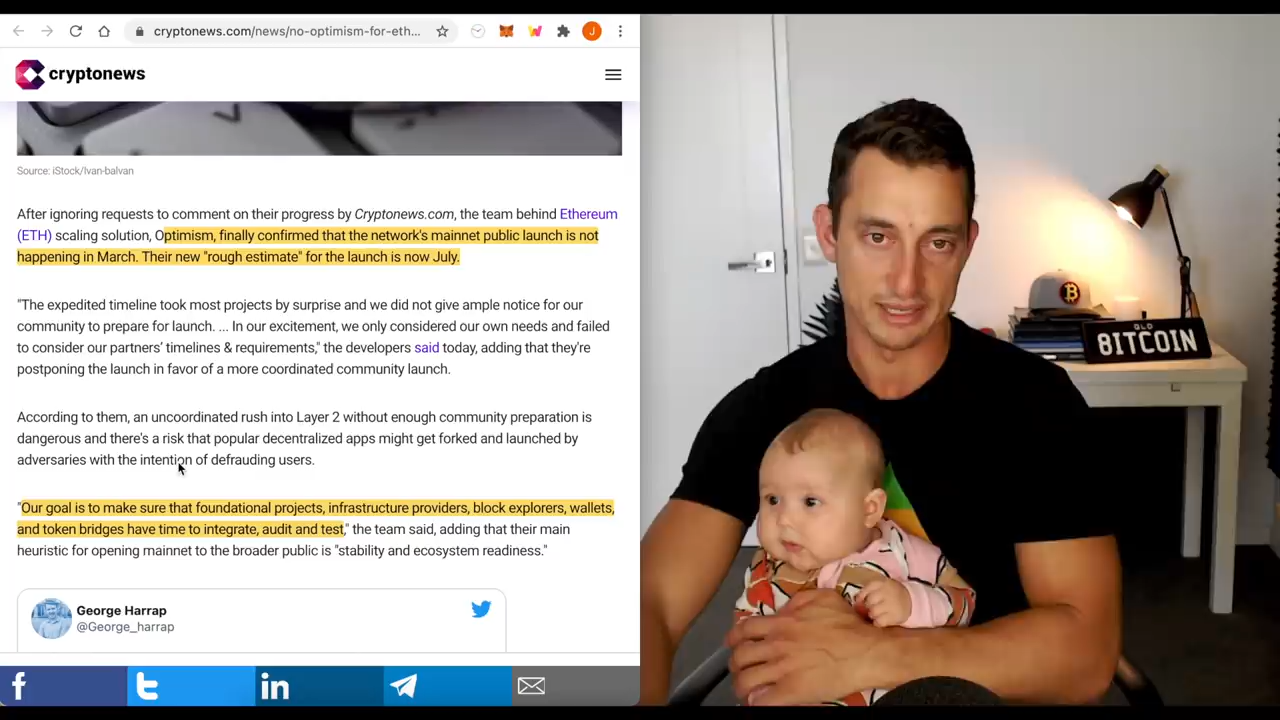 cryptonews.com/news/no-optimism-for-eth...
J
cryptonews
Source: iStock/Ivan-balvan
After ignoring requests to comment on their progress by Cryptonews.com, the team behind Ethereum
(ETH) scaling solution, Optimism, finally confirmed that the network's mainnet public launch is not
happening in March. Their new "rough estimate" for the launch is now July.
"The expedited timeline took most projects by surprise and we did not give ample notice for our
community to prepare for launch. ... In our excitement, we only considered our own needs and failed
to consider our partners’ timelines & requirements," the developers said today, adding that they're
postponing the launch in favor of a more coordinated community launch.
According to them, an uncoordinated rush into Layer 2 without enough community preparation is
dangerous and there's a risk that popular decentralized apps might get forked and launched by
adversaries with the intention of defrauding users.
"Our goal is to make sure that foundational projects, infrastructure providers, block explorers, wallets,
and token bridges have time to integrate, audit and test," the team said, adding that their main
heuristic for opening mainnet to the broader public is "stability and ecosystem readiness."
George Harrap
@George_harrap
QLD
8ITCOIN